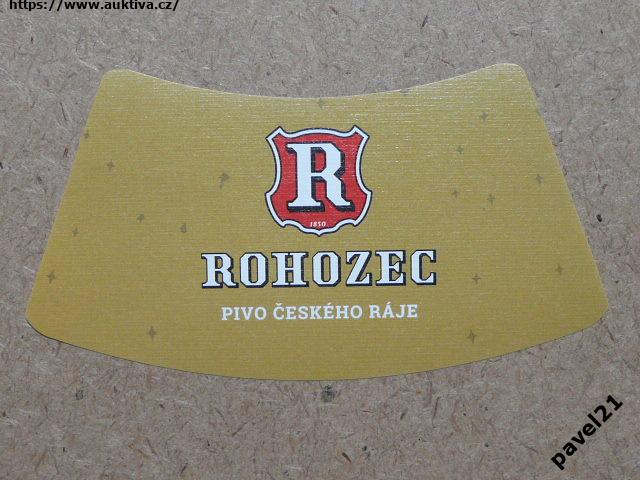 https://www.auktiva.cz/
R
1850
ROHOZEC
PIVO ČESKÉHO RÁJE
pavel21